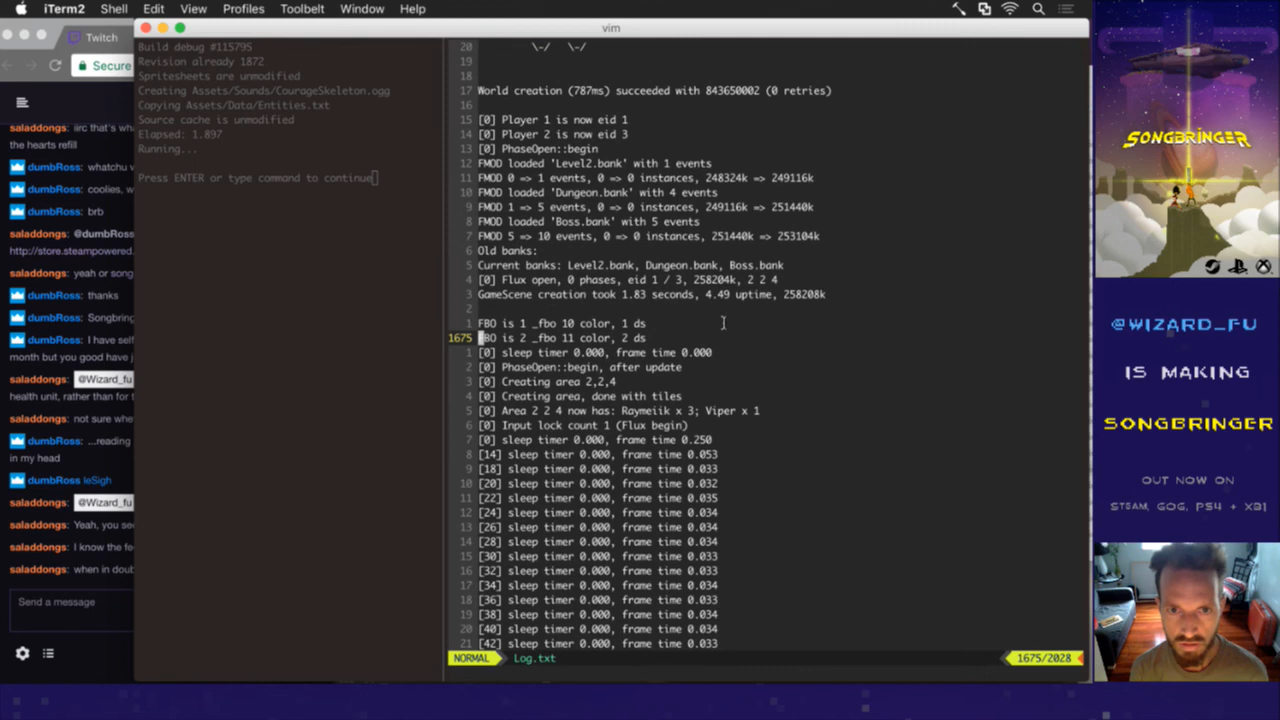 iTerm2 Shell Edit View Profiles Toolbelt Window Help
vim
Twitch
Secure
saladdongs: iirc that's wha
the hearts refill
dumbRoss: whatchu v
dumbRoss: coolies, w
dumbRoss: brb
saladdongs: @dumbRoss
http://store.steampowered.
saladdongs: yeah or song
dumbRoss: thanks
dumbRoss: Songbrin
dumbRoss: I have self
month but you good have j
saladdongs: @Wizard_fu
health unit, rather than for t
saladdongs: not sure whe
dumbRoss: ...reading
in my head
dumbRoss leSigh
saladdongs: @Wizard_fu
saladdongs: Yeah, you see
saladdongs: I know the fe
saladdongs: when in doub
Send a message
Build debug #115795
Revision already 1872
Spritesheets are unmodified
Creating Assets/Sounds/CourageSkeleton.ogg
Copying Assets/Data/Entities.txt
Source cache is unmodified
Elapsed: 1.897
Running...
Press ENTER or type command to continue
20 \-/ \-/
19
18
17 World creation (787ms) succeeded with 843650002 (0 retries)
16
15 [0] Player 1 is now eid 1
14 [0] Player 2 is now eid 3
13 [0] PhaseOpen::begin
12 FMOD loaded 'Level2.bank' with 1 events
11 FMOD 0 => 1 events, 0 => 0 instances, 248324k => 249116k
10 FMOD loaded 'Dungeon.bank' with 4 events
9 FMOD 1 => 5 events, 0 => 0 instances, 249116k => 251440k
8 FMOD loaded 'Boss.bank' with 5 events
7 FMOD 5 => 10 events, 0 => 0 instances, 251440k => 253104k
6 Old banks:
5 Current banks: Level2.bank, Dungeon.bank, Boss.bank
4 [0] Flux open, 0 phases, eid 1 / 3, 258204k, 2 2 4
3 GameScene creation took 1.83 seconds, 4.49 uptime, 258208k
2
1 FBO is 1 _fbo 10 color, 1 ds
1675 FBO is 2 _fbo 11 color, 2 ds
1 [0] sleep timer 0.000, frame time 0.000
2 [0] PhaseOpen::begin, after update
3 [0] Creating area 2,2,4
4 [0] Creating area, done with tiles
5 [0] Area 2 2 4 now has: Raymeiik x 3; Viper x 1
6 [0] Input lock count 1 (Flux begin)
7 [0] sleep timer 0.000, frame time 0.250
8 [14] sleep timer 0.000, frame time 0.053
9 [18] sleep timer 0.000, frame time 0.033
10 [20] sleep timer 0.000, frame time 0.032
11 [22] sleep timer 0.000, frame time 0.035
12 [24] sleep timer 0.000, frame time 0.034
13 [26] sleep timer 0.000, frame time 0.034
14 [28] sleep timer 0.000, frame time 0.034
15 [30] sleep timer 0.000, frame time 0.033
16 [32] sleep timer 0.000, frame time 0.033
17 [34] sleep timer 0.000, frame time 0.034
18 [36] sleep timer 0.000, frame time 0.033
19 [38] sleep timer 0.000, frame time 0.034
20 [40] sleep timer 0.000, frame time 0.034
21 [42] sleep timer 0.000, frame time 0.033
NORMAL Log.txt 1675/2028
SONGBRINGER
@WIZARD_FU
IS MAKING
SONGBRINGER
OUT NOW ON
STEAM, GOG, PS4 + XB1